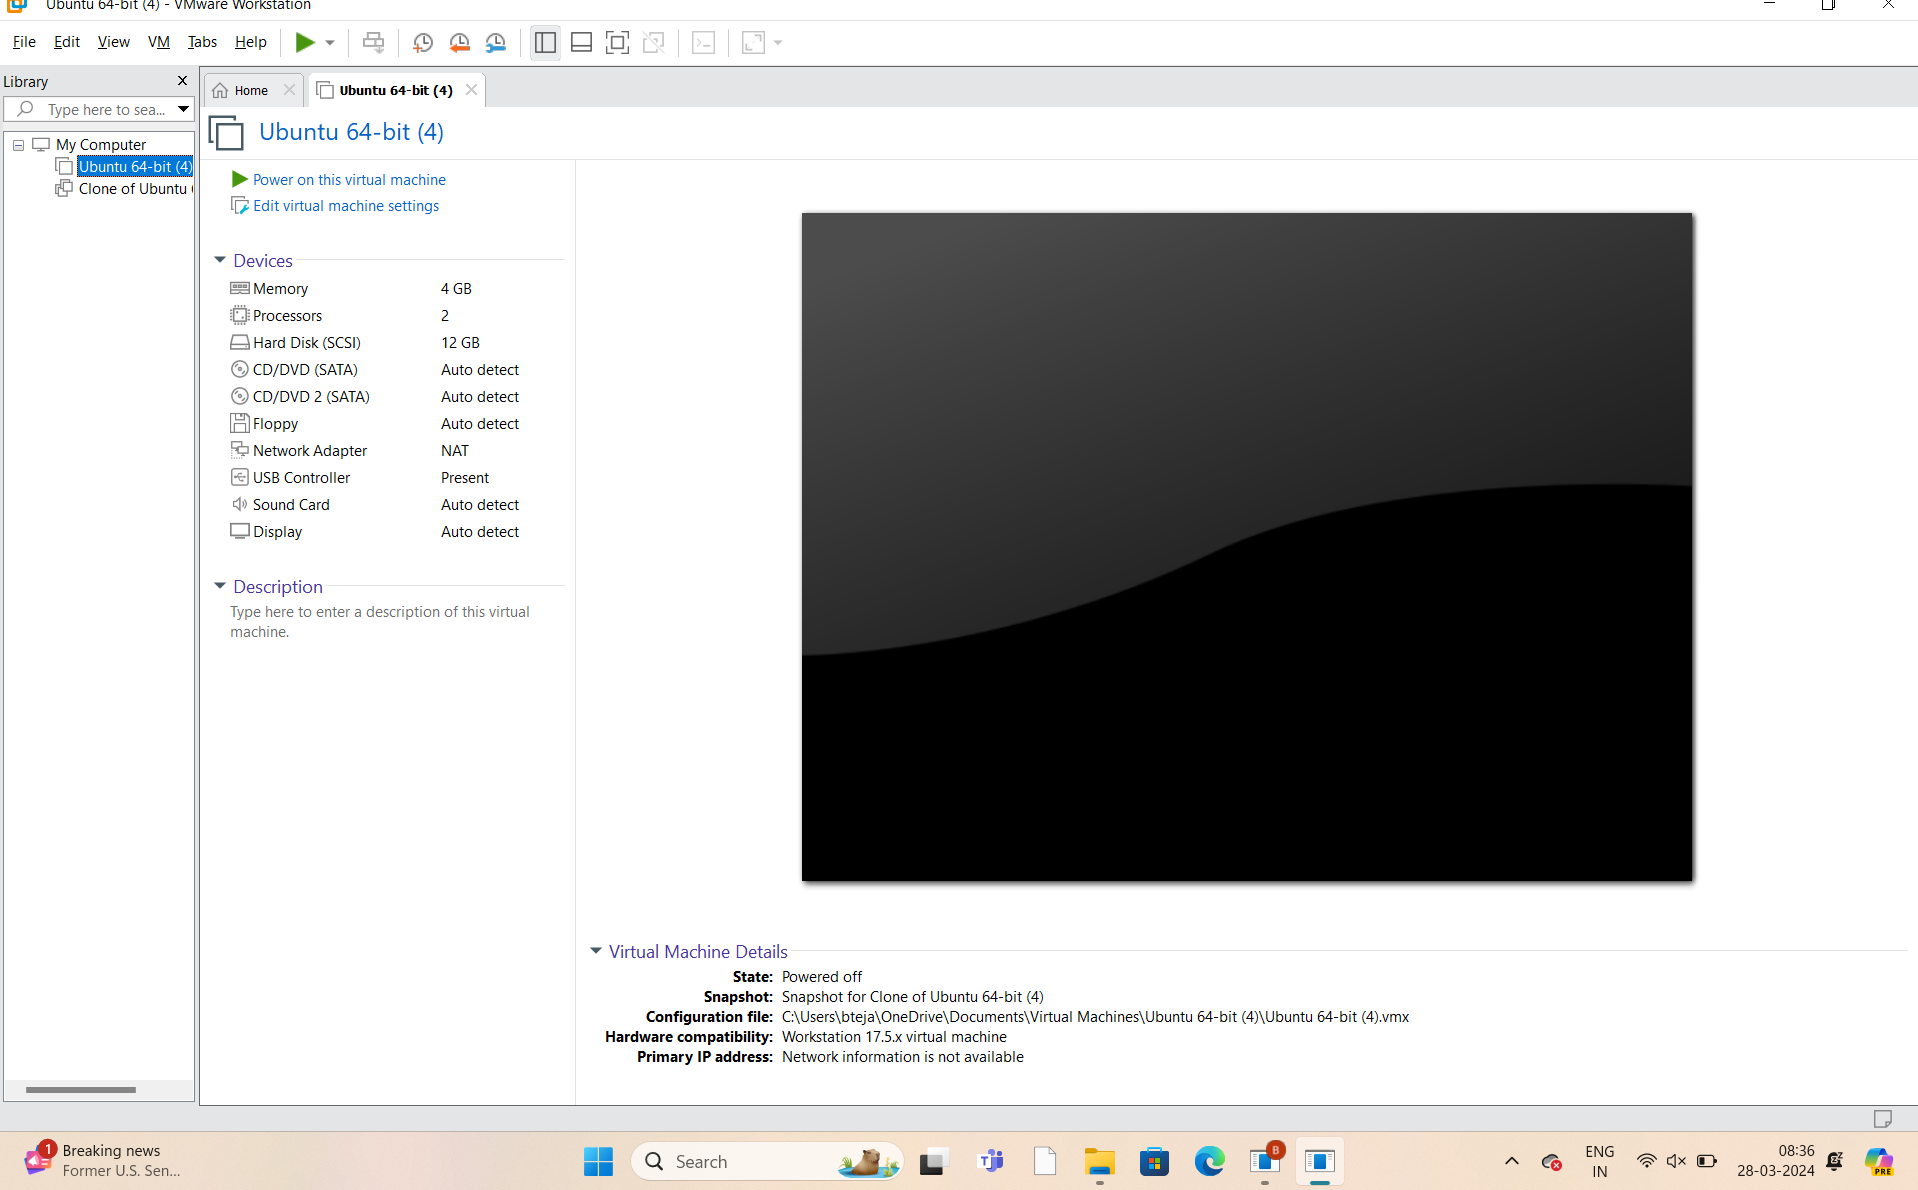 Ubuntu 64-bit (4) - VMware Workstation
File Edit View VM Tabs Help
Library
Type here to sea...
My Computer
Ubuntu 64-bit (4)
Clone of Ubuntu
Home
Ubuntu 64-bit (4)
Ubuntu 64-bit (4)
Power on this virtual machine
Edit virtual machine settings
Devices
Memory 4 GB
Processors 2
Hard Disk (SCSI) 12 GB
CD/DVD (SATA) Auto detect
CD/DVD 2 (SATA) Auto detect
Floppy Auto detect
Network Adapter NAT
USB Controller Present
Sound Card Auto detect
Display Auto detect
Description
Type here to enter a description of this virtual
machine.
Virtual Machine Details
State: Powered off
Snapshot: Snapshot for Clone of Ubuntu 64-bit (4)
Configuration file: C:\Users\bteja\OneDrive\Documents\Virtual Machines\Ubuntu 64-bit (4)\Ubuntu 64-bit (4).vmx
Hardware compatibility: Workstation 17.5.x virtual machine
Primary IP address: Network information is not available
1
Breaking news
Former U.S. Sen...
Search
8
ENG
IN
08:36
28-03-2024
PRE